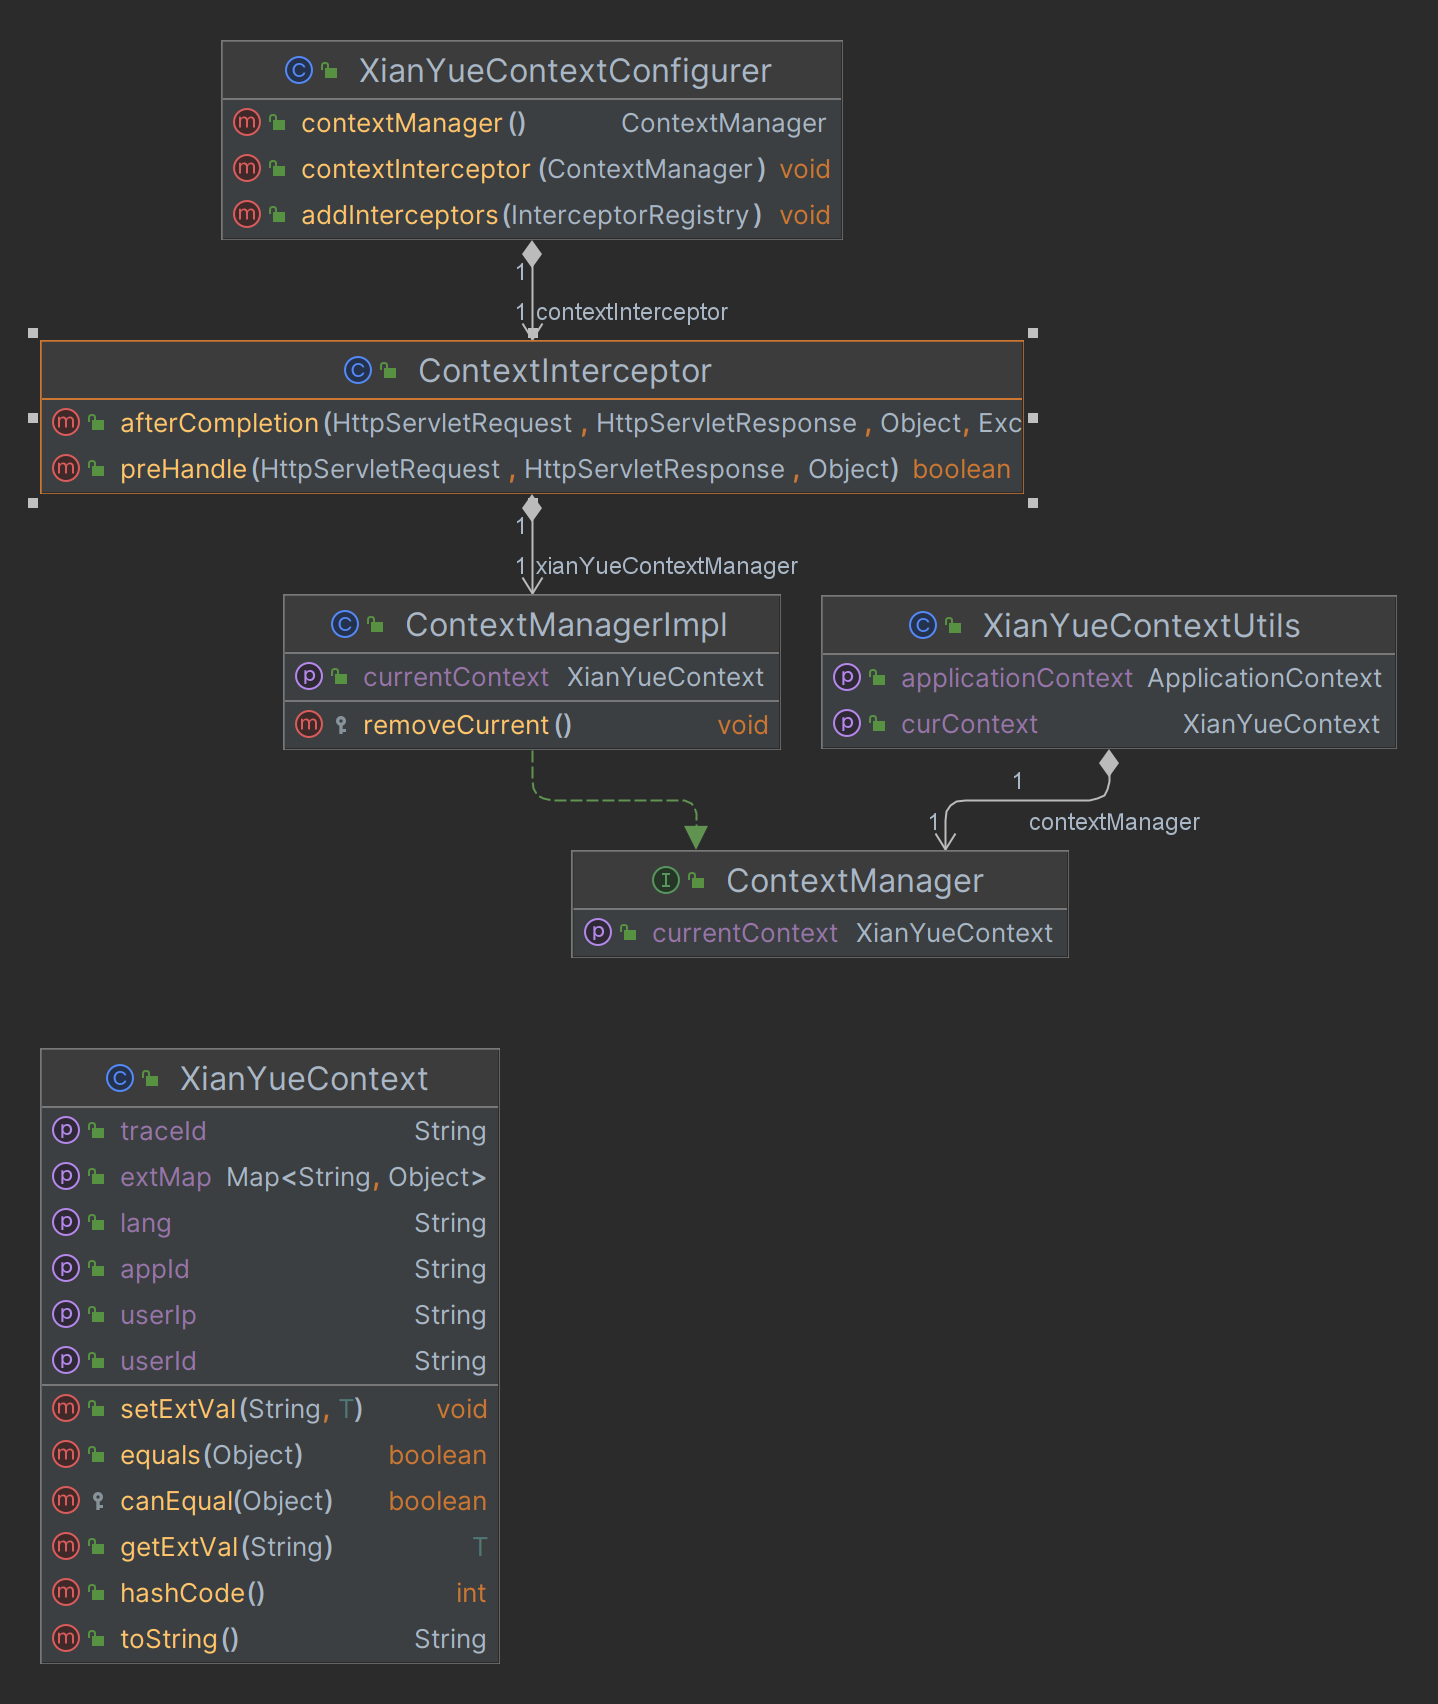 XianYueContextConfigurer
contextManager() ContextManager
contextInterceptor(ContextManager) void
addInterceptors(InterceptorRegistry) void
1
1 contextInterceptor
ContextInterceptor
afterCompletion(HttpServletRequest, HttpServletResponse, Object, Exc
preHandle(HttpServletRequest, HttpServletResponse, Object) boolean
1
1 xianYueContextManager
ContextManagerImpl
currentContext XianYueContext
removeCurrent() void
XianYueContextUtils
applicationContext ApplicationContext
curContext XianYueContext
1
1 contextManager
ContextManager
currentContext XianYueContext
XianYueContext
traceId String
extMap Map<String, Object>
lang String
appId String
userIp String
userId String
setExtVal(String, T) void
equals(Object) boolean
canEqual(Object) boolean
getExtVal(String) T
hashCode() int
toString() String